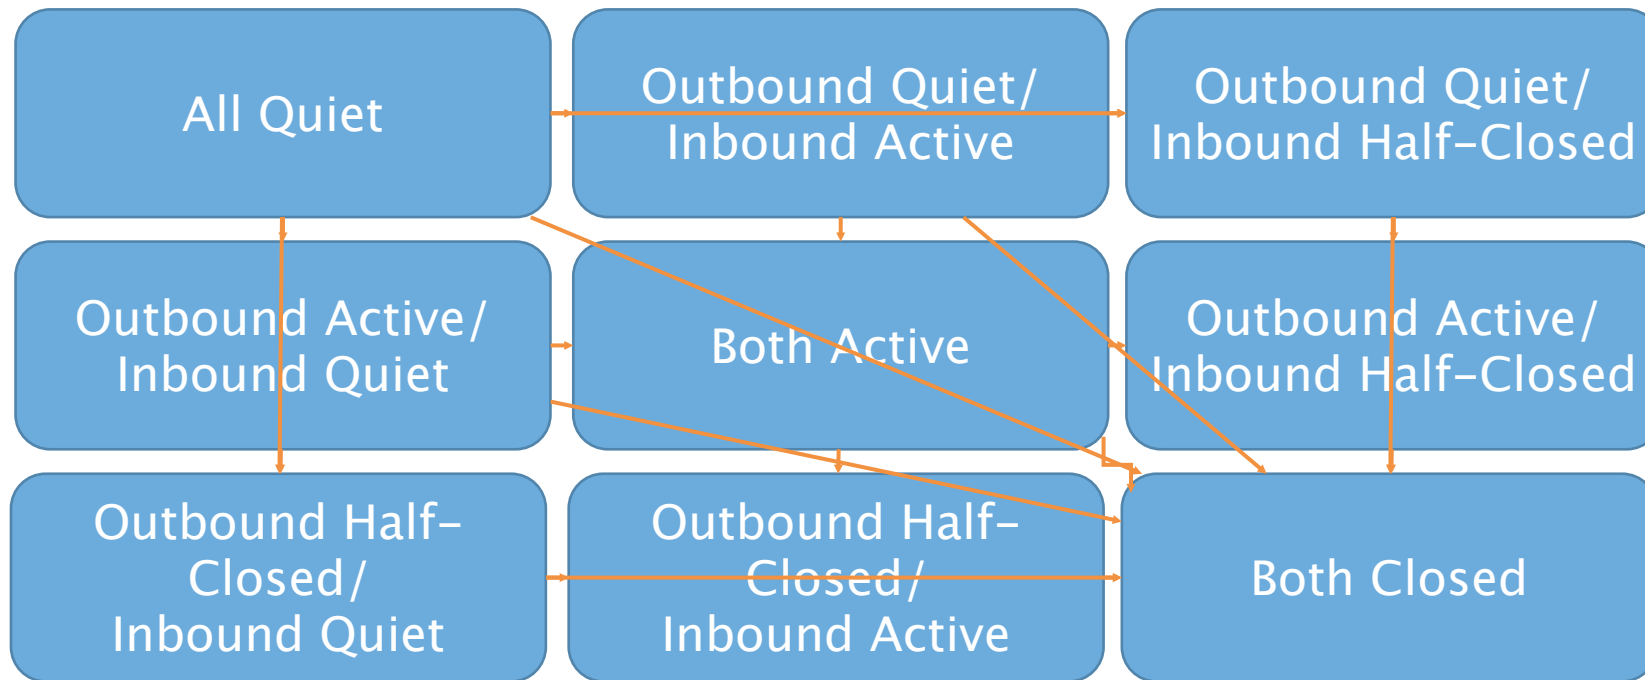 All Quiet
Outbound Quiet/
Inbound Active
Outbound Quiet/
Inbound Half-Closed
Outbound Active/
Inbound Quiet
Both Active
Outbound Active/
Inbound Half-Closed
Outbound Half-
Closed/
Inbound Quiet
Outbound Half-
Closed/
Inbound Active
Both Closed